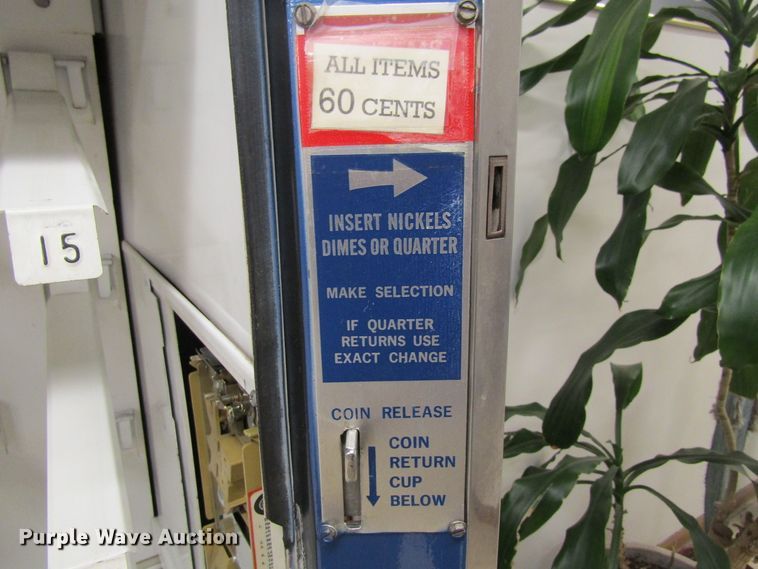 ALL ITEMS
60 CENTS
INSERT NICKELS
DIMES OR QUARTER
MAKE SELECTION
IF QUARTER
RETURNS USE
EXACT CHANGE
COIN RELEASE
COIN
RETURN
CUP
BELOW
15
Purple Wave Auction